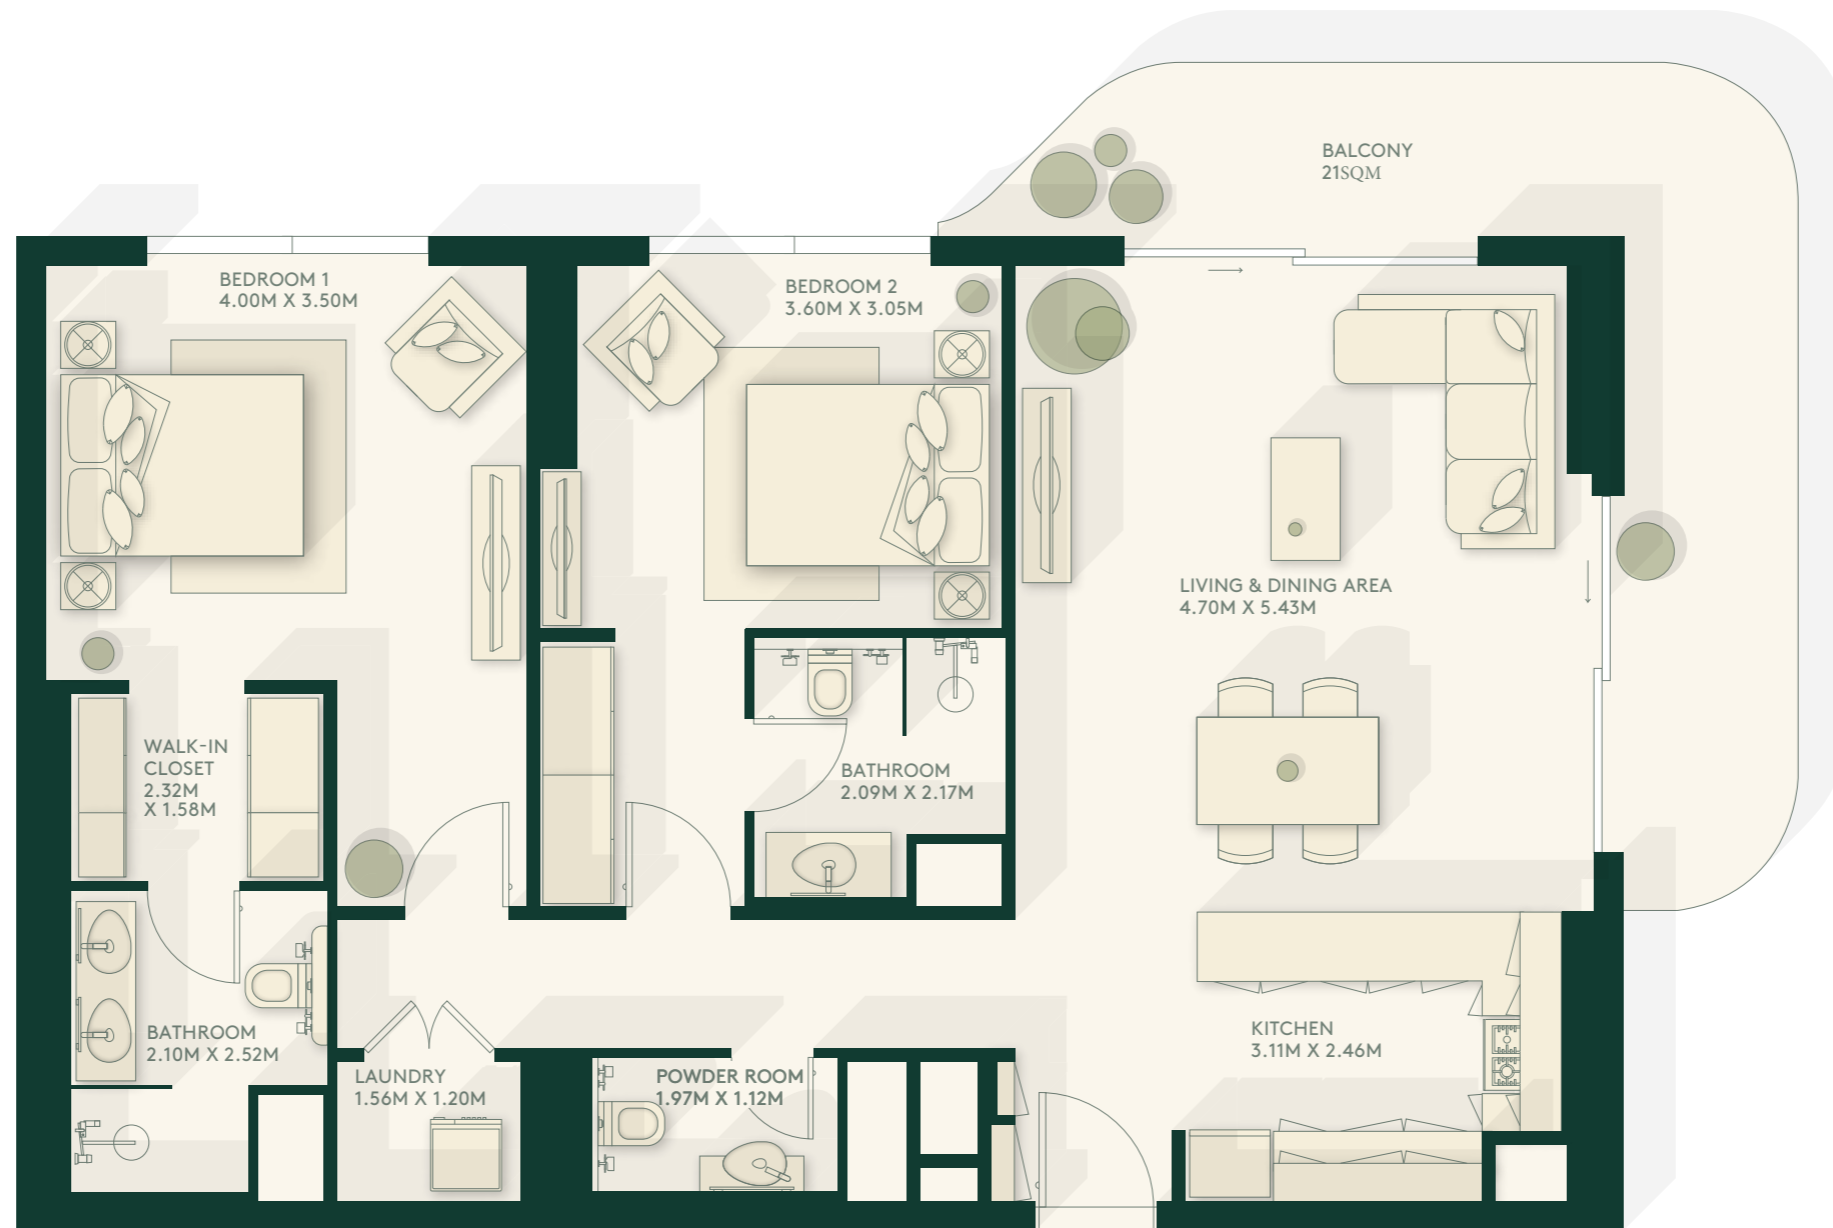 BALCONY
21SQM
BEDROOM 1
4.00M X 3.50M
BEDROOM 2
3.60M X 3.05M
LIVING & DINING AREA
4.70M X 5.43M
WALK-IN
CLOSET
2.32M
X 1.58M
BATHROOM
2.09M X 2.17M
BATHROOM
2.10M X 2.52M
KITCHEN
3.11M X 2.46M
LAUNDRY
1.56M X 1.20M
POWDER ROOM
1.97M X 1.12M